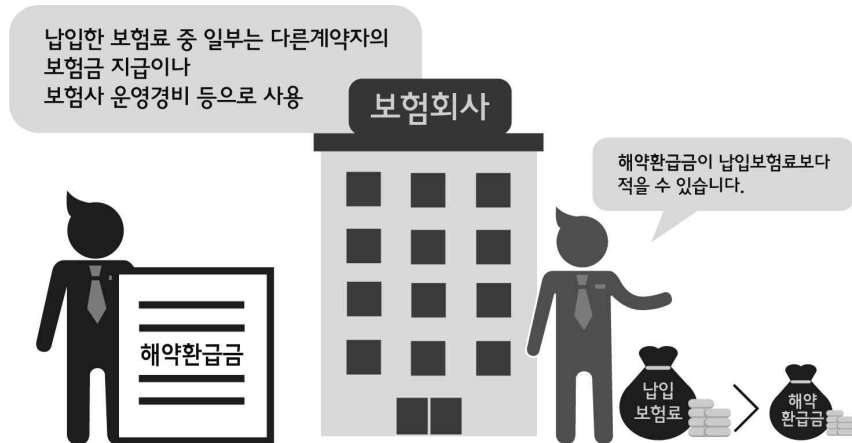 납입한 보험료 중 일부는 다른계약자의
보험금 지급이나
보험사 운영경비 등으로 사용
보험회사
해약환급금이 납입보험료보다
적을 수 있습니다.
해약환급금
납입
보험료
>
해약
환급금